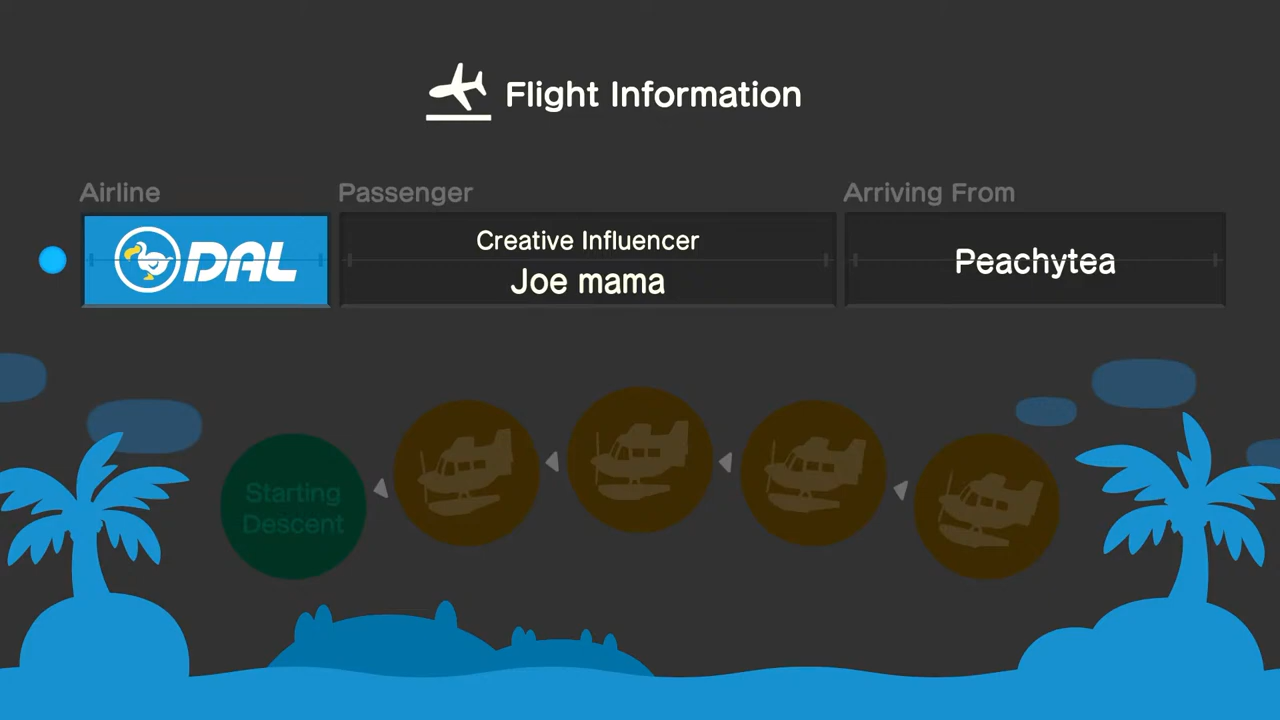 Flight Information
Airline
Passenger
Arriving From
DAL
Creative Influencer
Joe mama
Peachytea
Starting
Descent